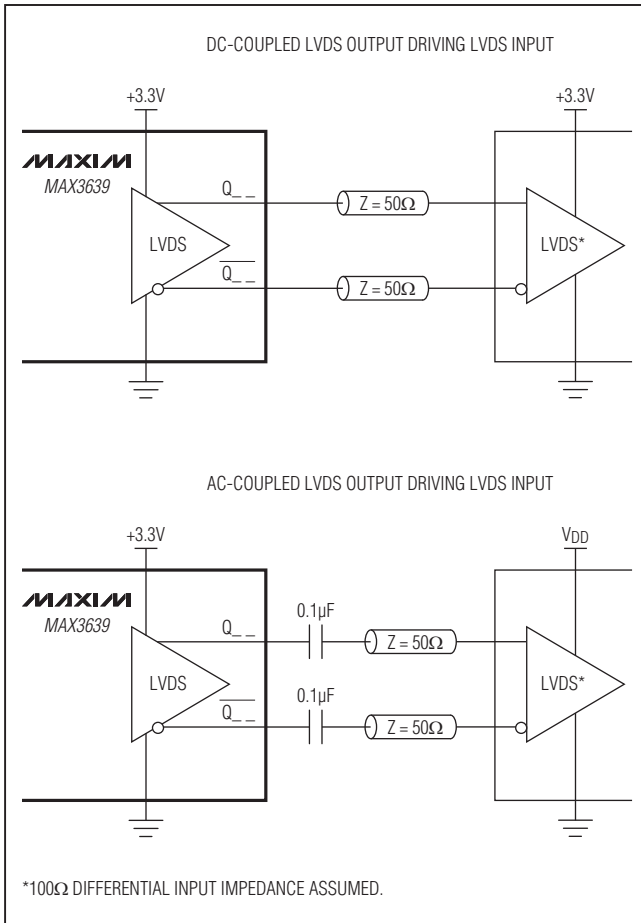 DC-COUPLED LVDS OUTPUT DRIVING LVDS INPUT
+3.3V
+3.3V
MAXIM
MAX3639
Q_ _
Z = 50Ω
LVDS
LVDS*
Q_ _
Z = 50Ω
AC-COUPLED LVDS OUTPUT DRIVING LVDS INPUT
+3.3V
VDD
MAXIM
MAX3639
0.1µF
Q_ _
Z = 50Ω
LVDS
LVDS*
0.1µF
Q_ _
Z = 50Ω
*100Ω DIFFERENTIAL INPUT IMPEDANCE ASSUMED.